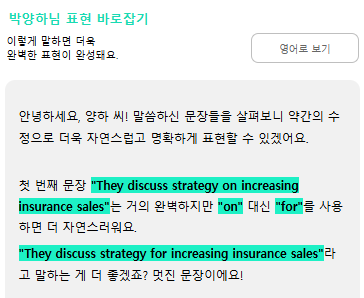 박양하님 표현 바로잡기
이렇게 말하면 더욱
완벽한 표현이 완성돼요.
영어로 보기
안녕하세요, 양하 씨! 말씀하신 문장들을 살펴보니 약간의 수
정으로 더욱 자연스럽고 명확하게 표현할 수 있겠어요.
첫 번째 문장 "They discuss strategy on increasing
insurance sales"는 거의 완벽하지만 "on" 대신 "for"를 사용
하면 더 자연스러워요.
"They discuss strategy for increasing insurance sales"라
고 말하는 게 더 좋겠죠? 멋진 문장이에요!